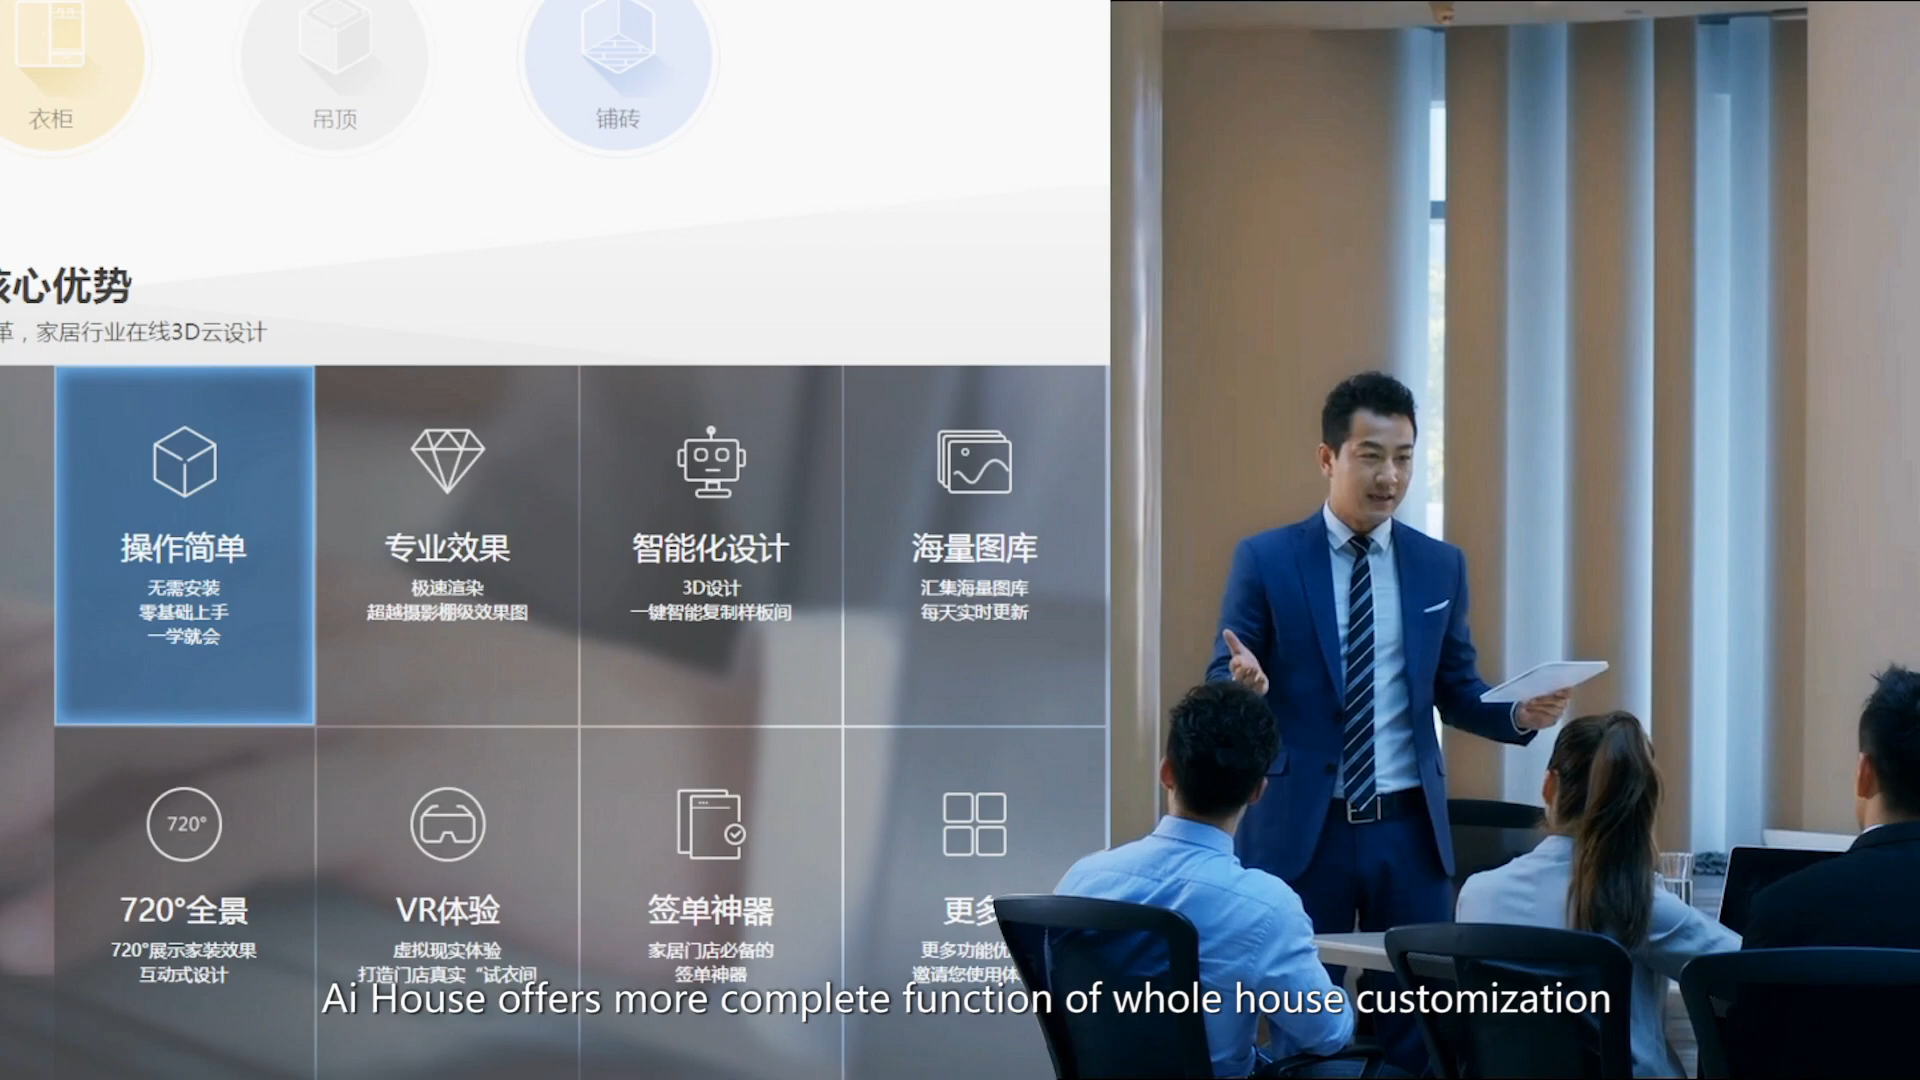 衣柜
吊顶
铺砖
核心优势
革，家居行业在线3D云设计
操作简单
无需安装
零基础上手
一学就会
专业效果
极速渲染
超越摄影棚级效果图
智能化设计
3D设计
一键智能复制样板间
海量图库
汇集海量图库
每天实时更新
720°
720°全景
720°展示家装效果
互动式设计
VR体验
虚拟现实体验
打造门店真实“试衣间
签单神器
家居门店必备的
签单神器
更多
更多功能优
邀请您使用体
Ai House offers more complete function of whole house customization